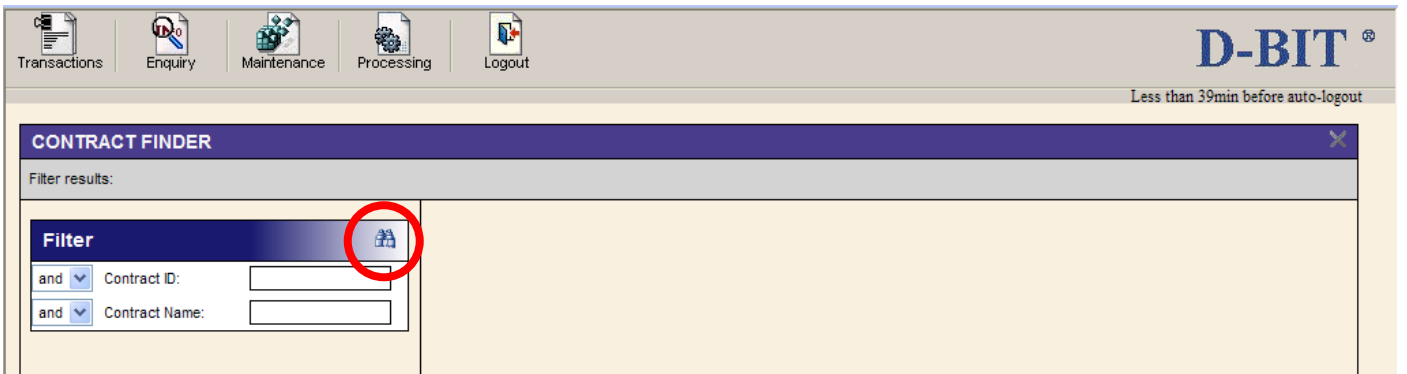 Transactions Enquiry Maintenance Processing Logout
D-BIT ®
Less than 39min before auto-logout
CONTRACT FINDER
Filter results:
Filter
and Contract ID:
and Contract Name: